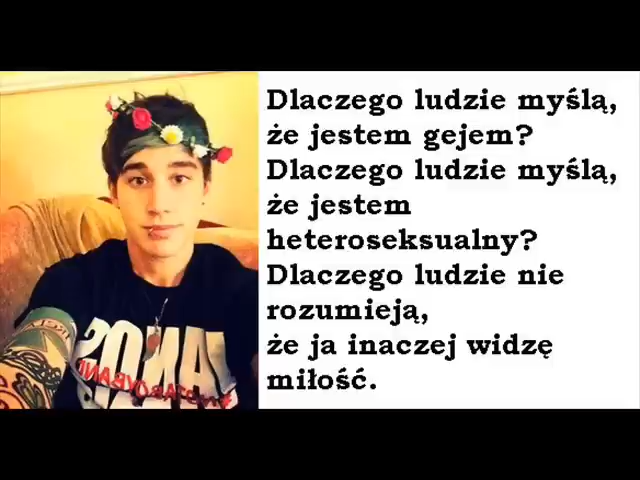 Dlaczego ludzie myślą,
że jestem gejem?
Dlaczego ludzie myślą,
że jestem
heteroseksualny?
Dlaczego ludzie nie
rozumieją,
że ja inaczej widzę
miłość.